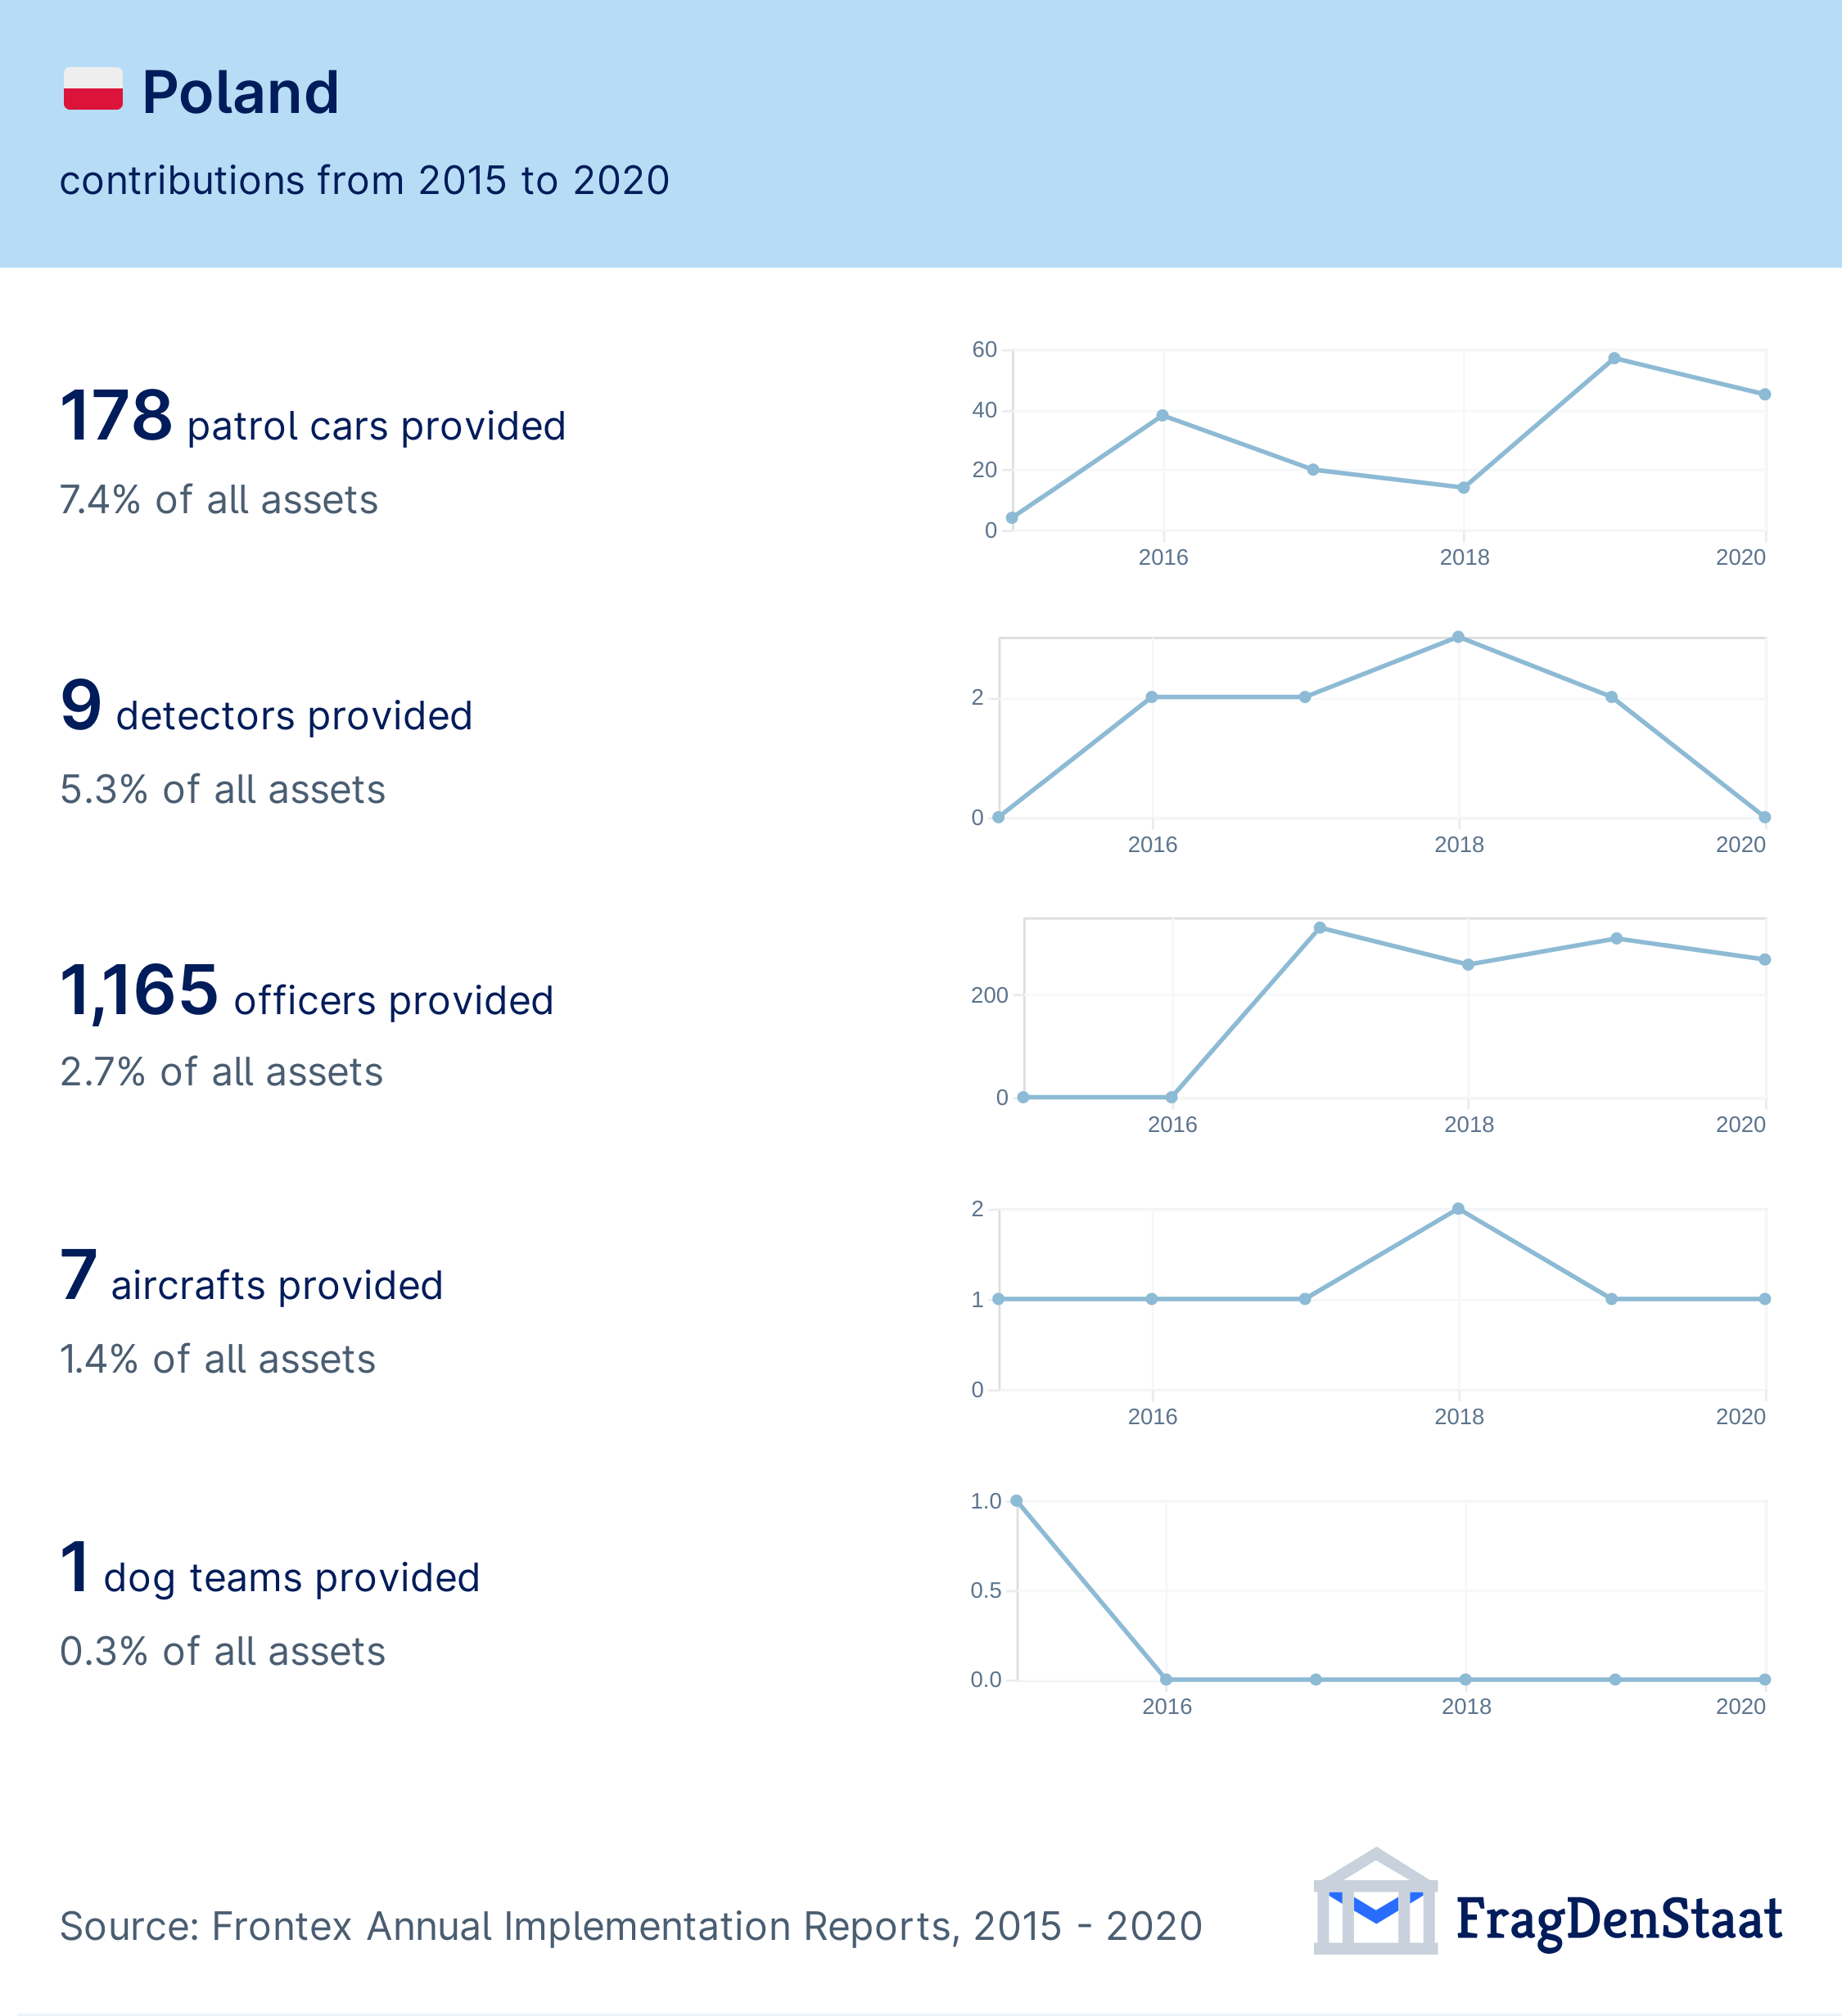 Poland
contributions from 2015 to 2020
178 patrol cars provided
7.4% of all assets
60
40
20
0
2016
2018
2020
9 detectors provided
5.3% of all assets
2
0
2016
2018
2020
1,165 officers provided
2.7% of all assets
200
0
2016
2018
2020
7 aircrafts provided
1.4% of all assets
2
1
0
2016
2018
2020
1 dog teams provided
0.3% of all assets
1.0
0.5
0.0
2016
2018
2020
Source: Frontex Annual Implementation Reports, 2015 - 2020
FragDenStaat